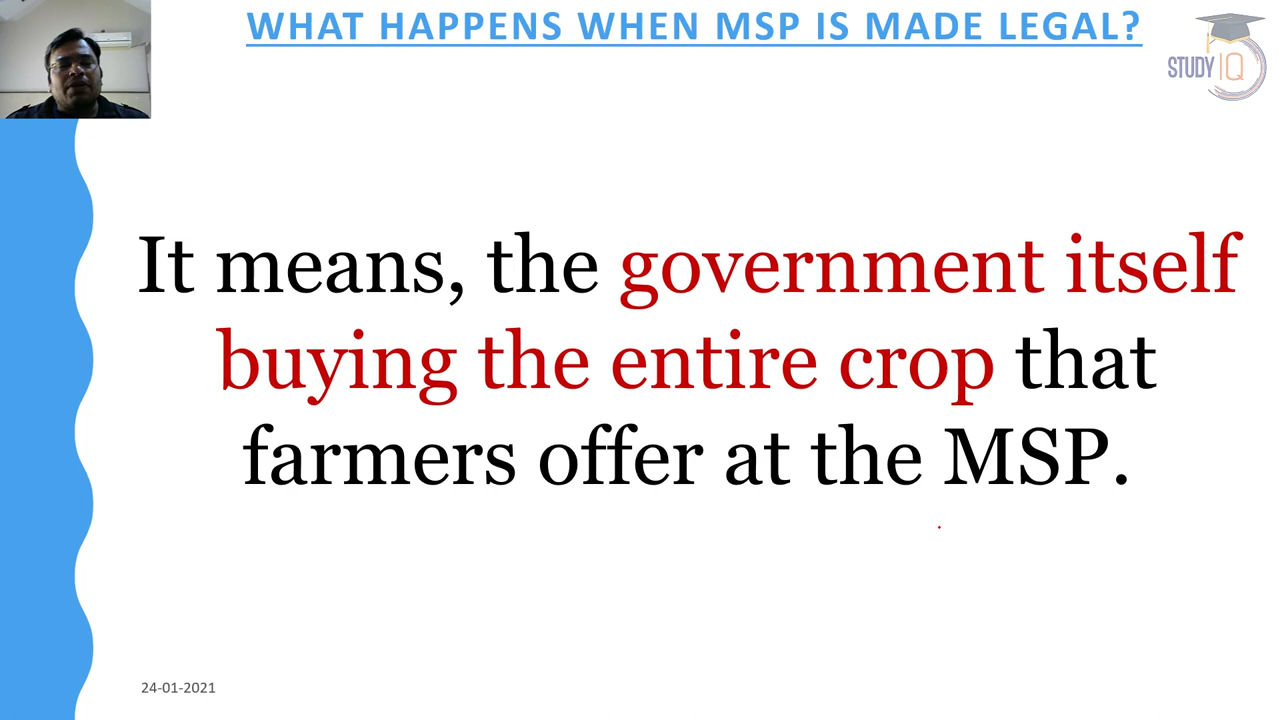 WHAT HAPPENS WHEN MSP IS MADE LEGAL?
STUDY IQ
It means, the government itself
buying the entire crop that
farmers offer at the MSP.
24-01-2021